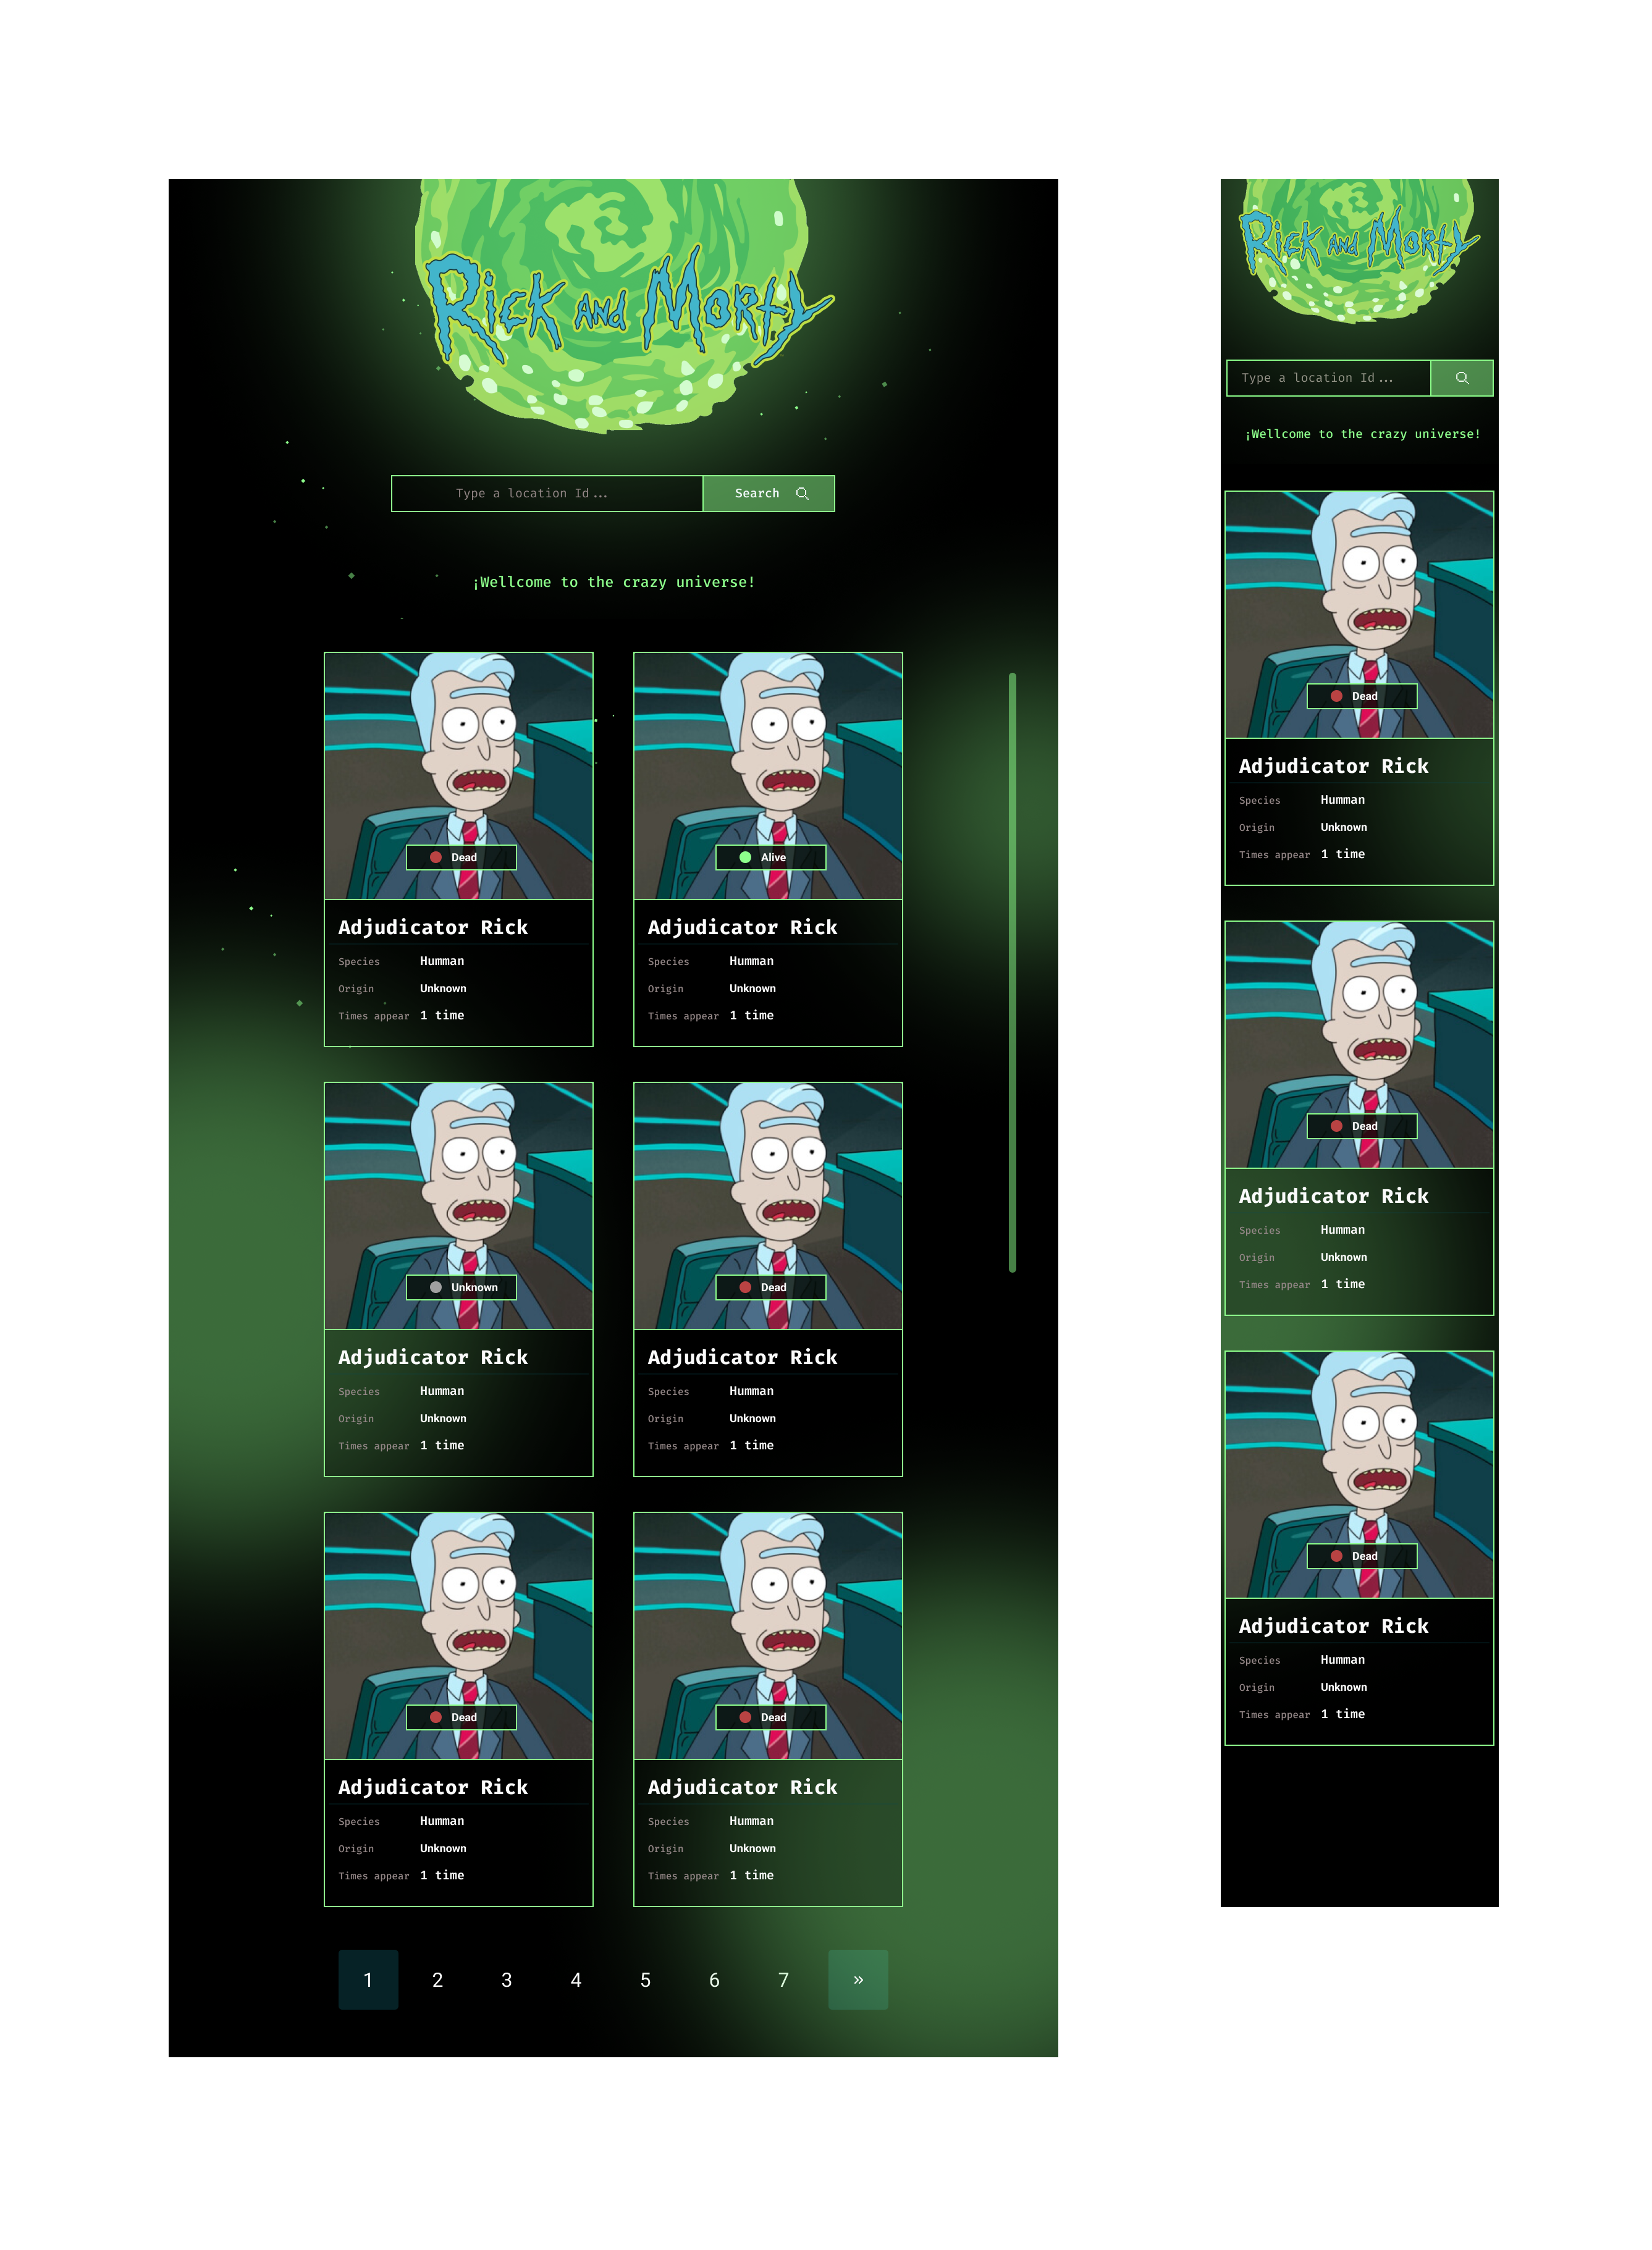 Rick and Morty
Type a location Id...
Search
¡Wellcome to the crazy universe!
Dead
Adjudicator Rick
Species Humman
Origin Unknown
Times appear 1 time
Alive
Adjudicator Rick
Species Humman
Origin Unknown
Times appear 1 time
Unknown
Adjudicator Rick
Species Humman
Origin Unknown
Times appear 1 time
Dead
Adjudicator Rick
Species Humman
Origin Unknown
Times appear 1 time
Dead
Adjudicator Rick
Species Humman
Origin Unknown
Times appear 1 time
Dead
Adjudicator Rick
Species Humman
Origin Unknown
Times appear 1 time
1 2 3 4 5 6 7 »
Rick and Morty
Type a location Id...
¡Wellcome to the crazy universe!
Dead
Adjudicator Rick
Species Humman
Origin Unknown
Times appear 1 time
Dead
Adjudicator Rick
Species Humman
Origin Unknown
Times appear 1 time
Dead
Adjudicator Rick
Species Humman
Origin Unknown
Times appear 1 time